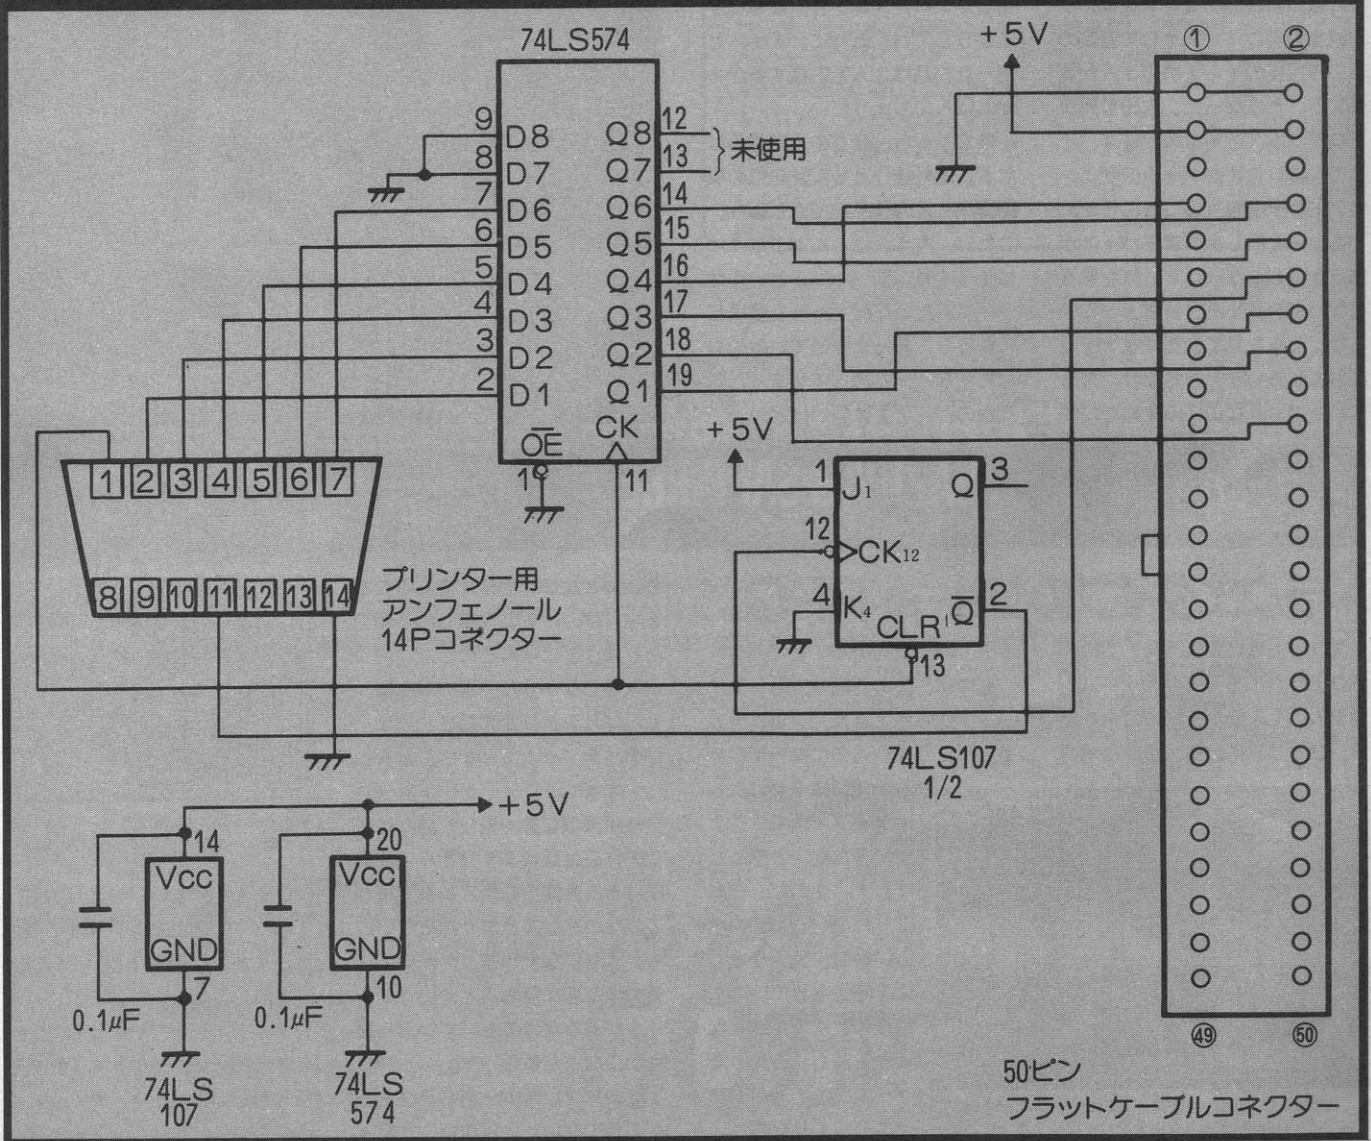 74LS574
+5V
① ②
9 D8 Q8 12
8 D7 Q7 13
未使用
7 D6 Q6 14
6 D5 Q5 15
5 D4 Q4 16
4 D3 Q3 17
3 D2 Q2 18
2 D1 Q1 19
OE CK
1 11
+5V
1 2 3 4 5 6 7
8 9 10 11 12 13 14
プリンター用
アンフェノール
14Pコネクター
1 J1 Q 3
12 CK12
4 K4 Q 2
CLR
13
74LS107
1/2
+5V
14 20
Vcc Vcc
GND GND
7 10
0.1μF 0.1μF
74LS
107
74LS
574
㊾ ㊿
50ピン
フラットケーブルコネクター